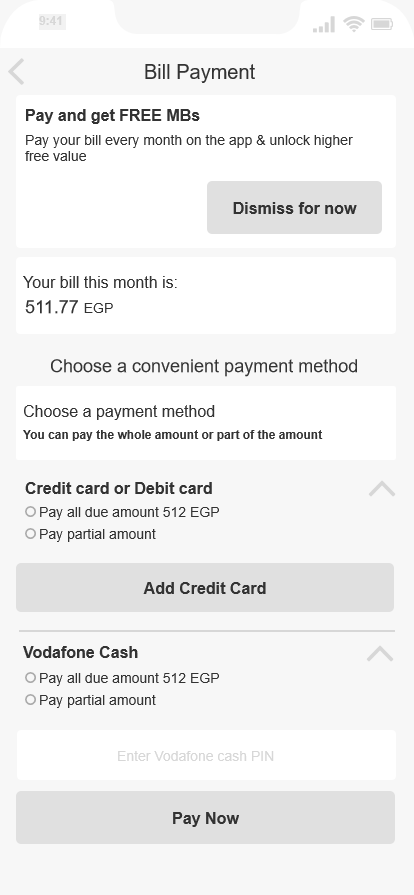 9:41
Bill Payment
Pay and get FREE MBs
Pay your bill every month on the app & unlock higher
free value
Dismiss for now
Your bill this month is:
511.77 EGP
Choose a convenient payment method
Choose a payment method
You can pay the whole amount or part of the amount
Credit card or Debit card
Pay all due amount 512 EGP
Pay partial amount
Add Credit Card
Vodafone Cash
Pay all due amount 512 EGP
Pay partial amount
Enter Vodafone cash PIN
Pay Now